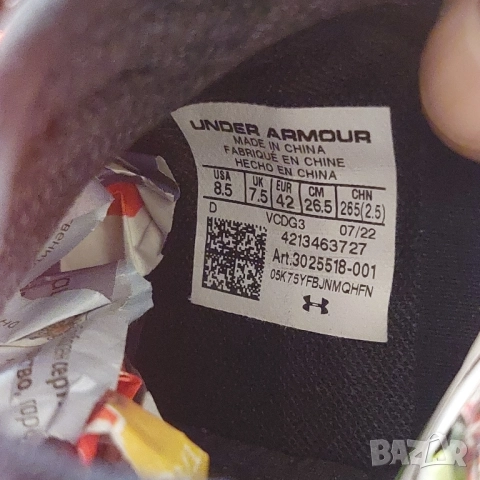 UNDER ARMOUR
MADE IN CHINA
FABRIQUÉ EN CHINE
HECHO EN CHINA
USA UK EUR CM CHN
8.5 7.5 42 26.5 265(2.5)
D VCDG3 07/22
4213463727
Art.3025518-001
05K75YFBJNMQHFN
BAZAR